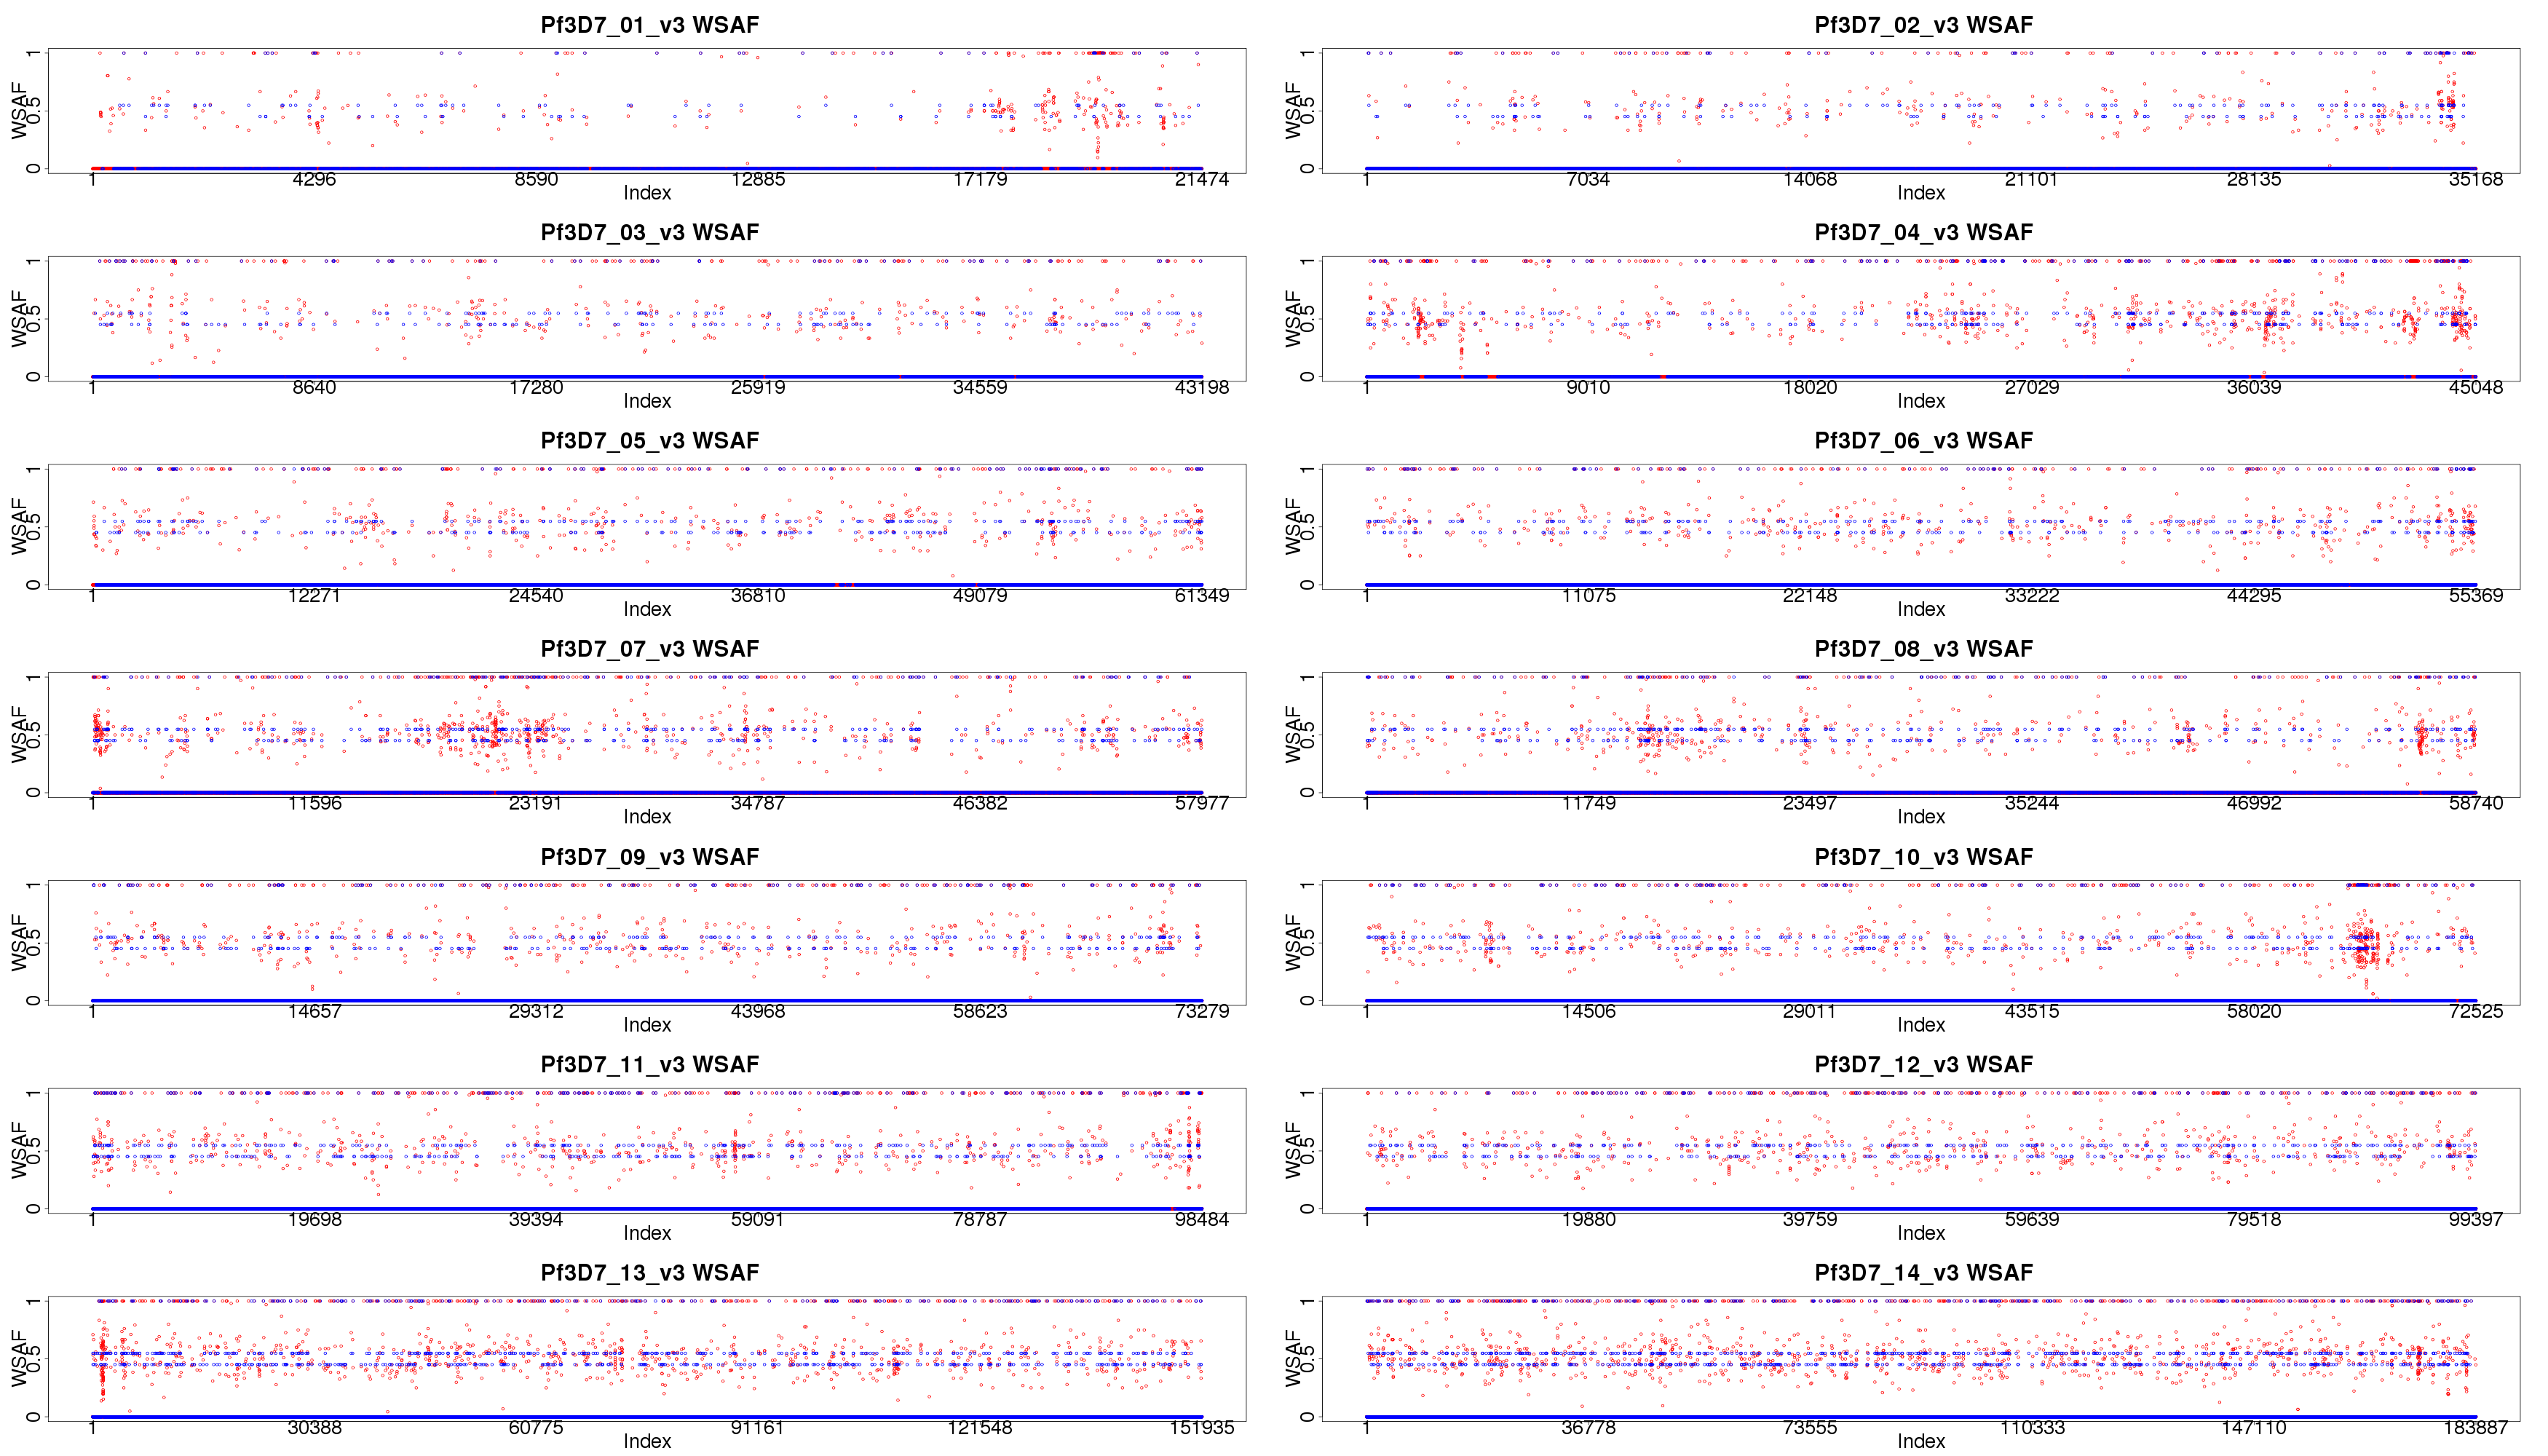 Pf3D7_01_v3 WSAF
WSAF
0 0.5 1
1 4296 8590 12885 17179 21474
Index
Pf3D7_02_v3 WSAF
WSAF
0 0.5 1
1 7034 14068 21101 28135 35168
Index
Pf3D7_03_v3 WSAF
WSAF
0 0.5 1
1 8640 17280 25919 34559 43198
Index
Pf3D7_04_v3 WSAF
WSAF
0 0.5 1
1 9010 18020 27029 36039 45048
Index
Pf3D7_05_v3 WSAF
WSAF
0 0.5 1
1 12271 24540 36810 49079 61349
Index
Pf3D7_06_v3 WSAF
WSAF
0 0.5 1
1 11075 22148 33222 44295 55369
Index
Pf3D7_07_v3 WSAF
WSAF
0 0.5 1
1 11596 23191 34787 46382 57977
Index
Pf3D7_08_v3 WSAF
WSAF
0 0.5 1
1 11749 23497 35244 46992 58740
Index
Pf3D7_09_v3 WSAF
WSAF
0 0.5 1
1 14657 29312 43968 58623 73279
Index
Pf3D7_10_v3 WSAF
WSAF
0 0.5 1
1 14506 29011 43515 58020 72525
Index
Pf3D7_11_v3 WSAF
WSAF
0 0.5 1
1 19698 39394 59091 78787 98484
Index
Pf3D7_12_v3 WSAF
WSAF
0 0.5 1
1 19880 39759 59639 79518 99397
Index
Pf3D7_13_v3 WSAF
WSAF
0 0.5 1
1 30388 60775 91161 121548 151935
Index
Pf3D7_14_v3 WSAF
WSAF
0 0.5 1
1 36778 73555 110333 147110 183887
Index